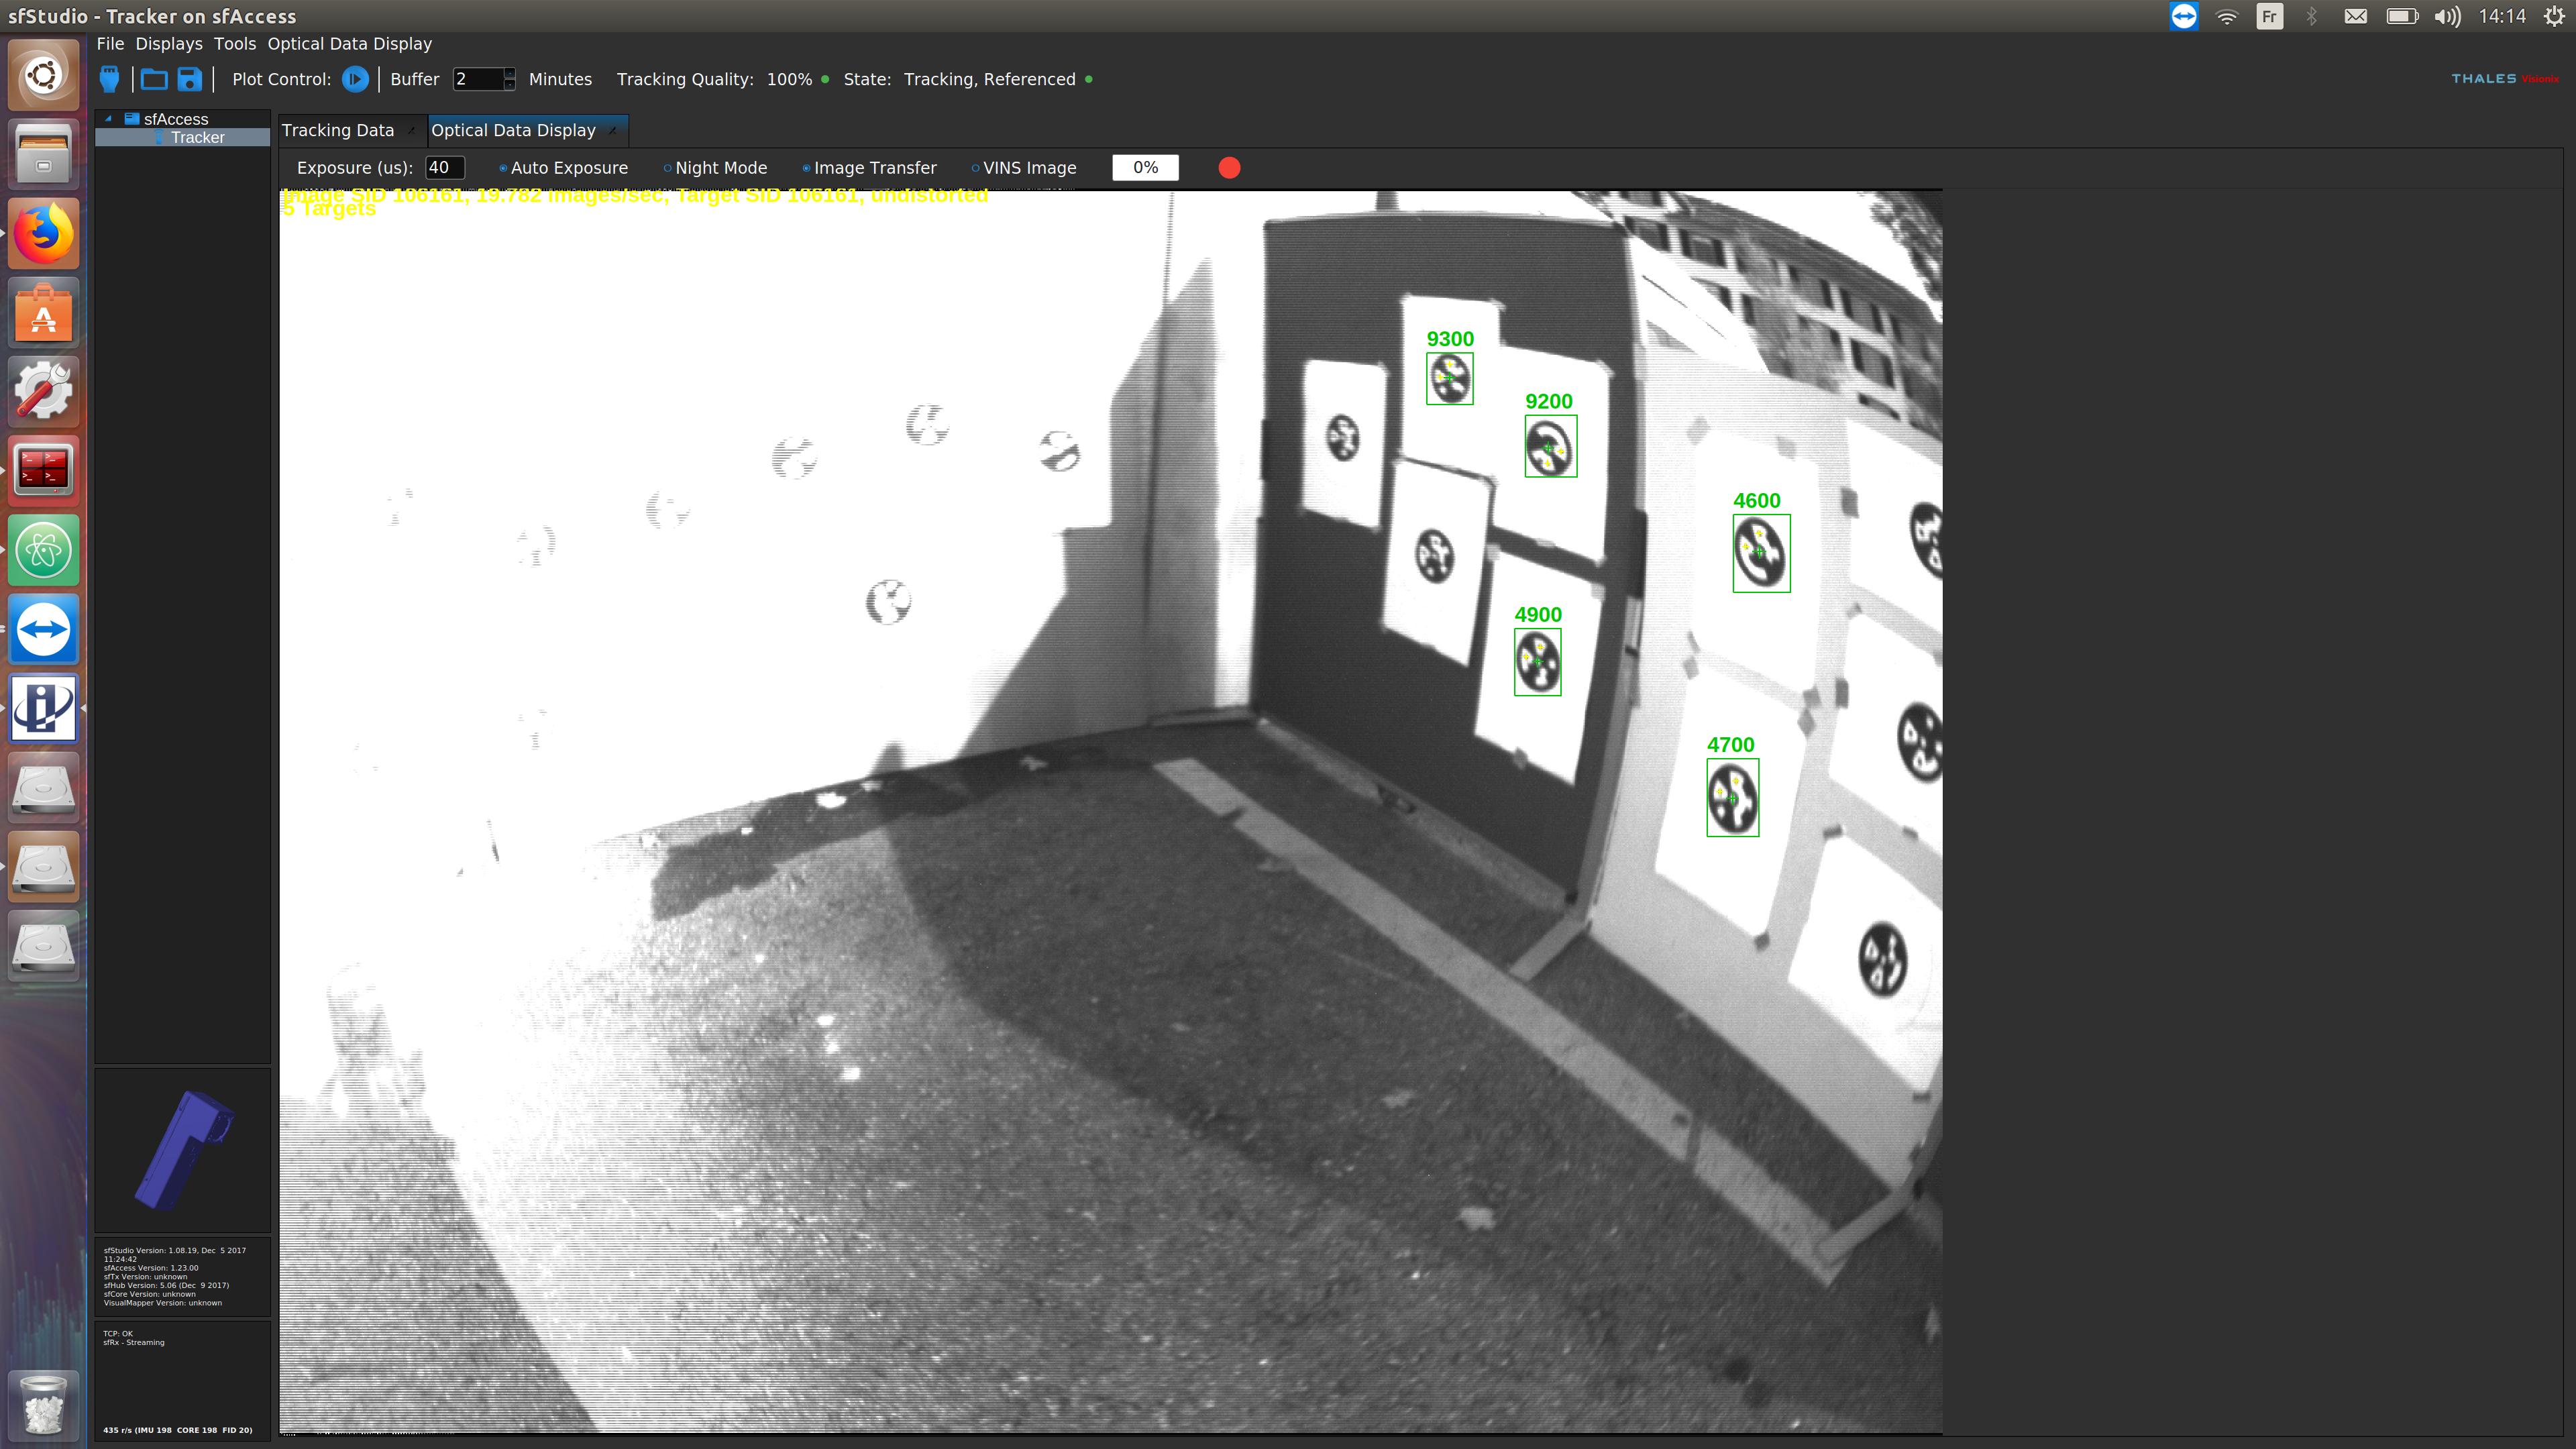 sfStudio - Tracker on sfAccess
Fr
14:14
File Displays Tools Optical Data Display
Plot Control: Buffer 2 Minutes Tracking Quality: 100% State: Tracking, Referenced
THALES Visionix
sfAccess
Tracker
Tracking Data
Optical Data Display
Exposure (us): 40 Auto Exposure Night Mode Image Transfer VINS Image 0%
Image SID 106161, 19.782 images/sec, Target SID 106161, undistorted
5 Targets
9300
9200
4600
4900
4700
sfStudio Version: 1.08.19, Dec 5 2017
11:24:42
sfAccess Version: 1.23.00
sfTx Version: unknown
sfHub Version: 5.06 (Dec 9 2017)
sfCore Version: unknown
VisualMapper Version: unknown
TCP: OK
sfRx - Streaming
435 r/s (IMU 198 CORE 198 FID 20)